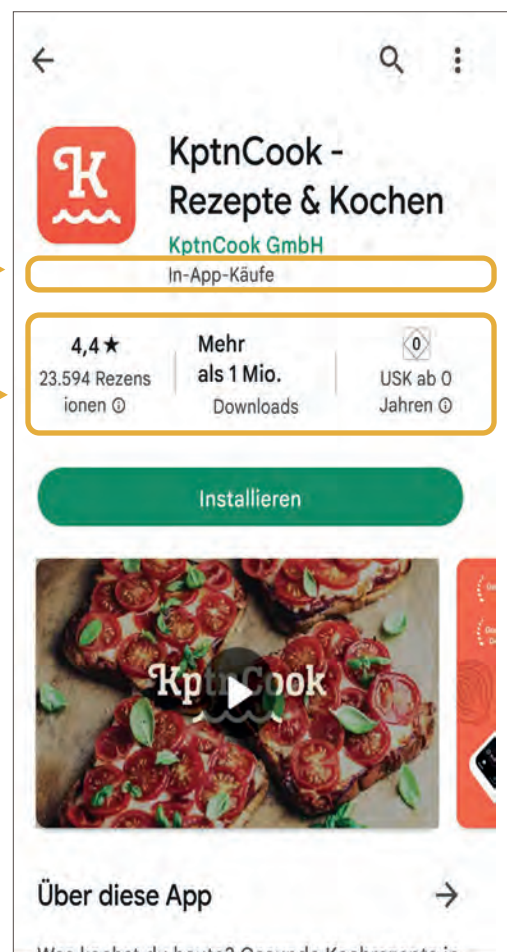 KptnCook -
Rezepte & Kochen
KptnCook GmbH
In-App-Käufe
4,4★
23.594 Rezens
ionen ⓘ
Mehr
als 1 Mio.
Downloads
0
USK ab 0
Jahren ⓘ
Installieren
KptnCook
Über diese App